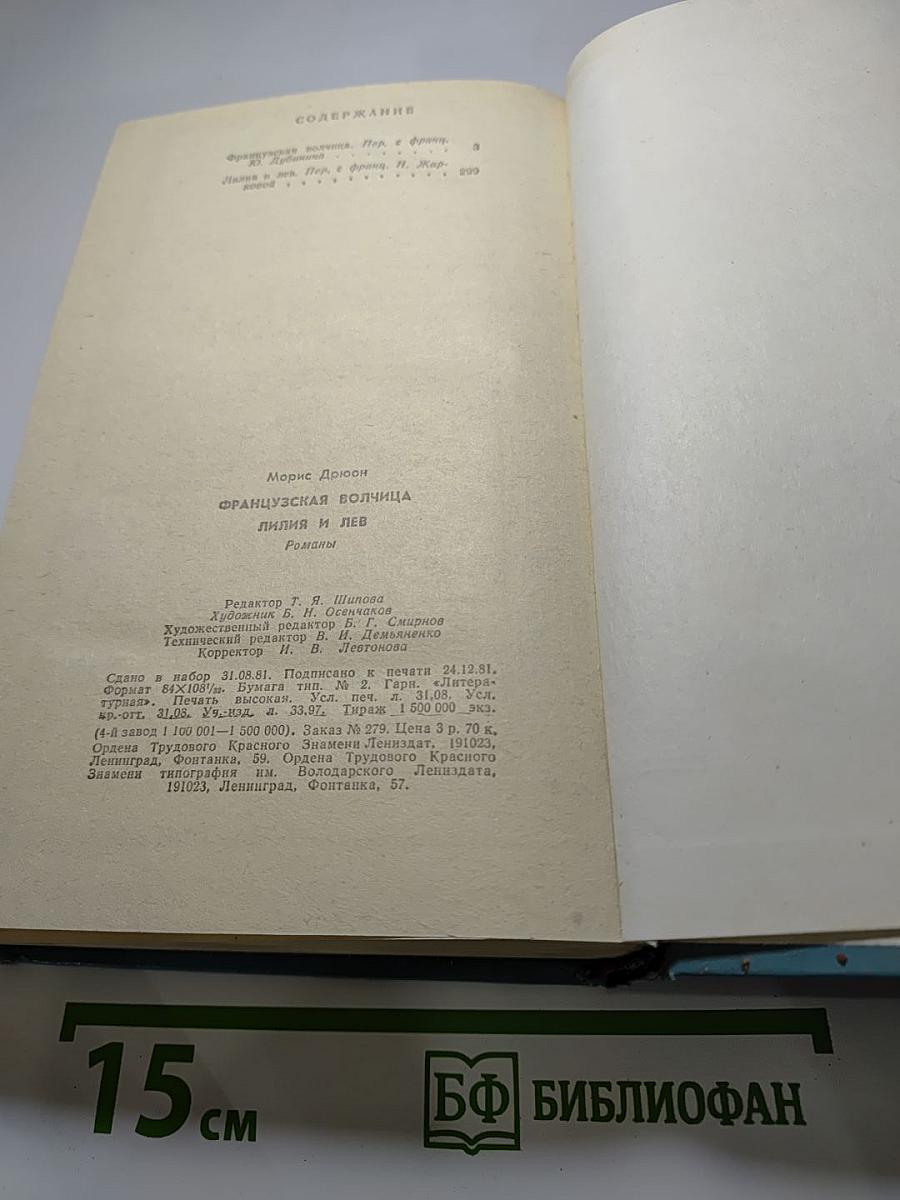 СОДЕРЖАНИЕ
Французская волчица. Пер. с франц.
Ю. Дубинина . . . . . . . . 3
Лилия и лев. Пер. с франц. Н. Жар-
ковой . . . . . . . . . . . 299
Морис Дрюон
ФРАНЦУЗСКАЯ ВОЛЧИЦА
ЛИЛИЯ И ЛЕВ
Романы
Редактор Т. Я. Шипова
Художник Б. Н. Осенчаков
Художественный редактор Б. Г. Смирнов
Технический редактор В. И. Демьяненко
Корректор И. В. Левтонова
Сдано в набор 31.08.81. Подписано к печати 24.12.81.
Формат 84×108¹/₃₂. Бумага тип. № 2. Гарн. «Литера-
турная». Печать высокая. Усл. печ. л. 31,08. Усл.
кр.-отт. 31,08. Уч.-изд. л. 33,97. Тираж 1 500 000 экз.
(4-й завод 1 100 001—1 500 000). Заказ № 279. Цена 3 р. 70 к.
Ордена Трудового Красного Знамени Лениздат. 191023,
Ленинград, Фонтанка, 59. Ордена Трудового Красного
Знамени типография им. Володарского Лениздата,
191023, Ленинград, Фонтанка, 57.
15 см
БФ БИБЛИОФАН